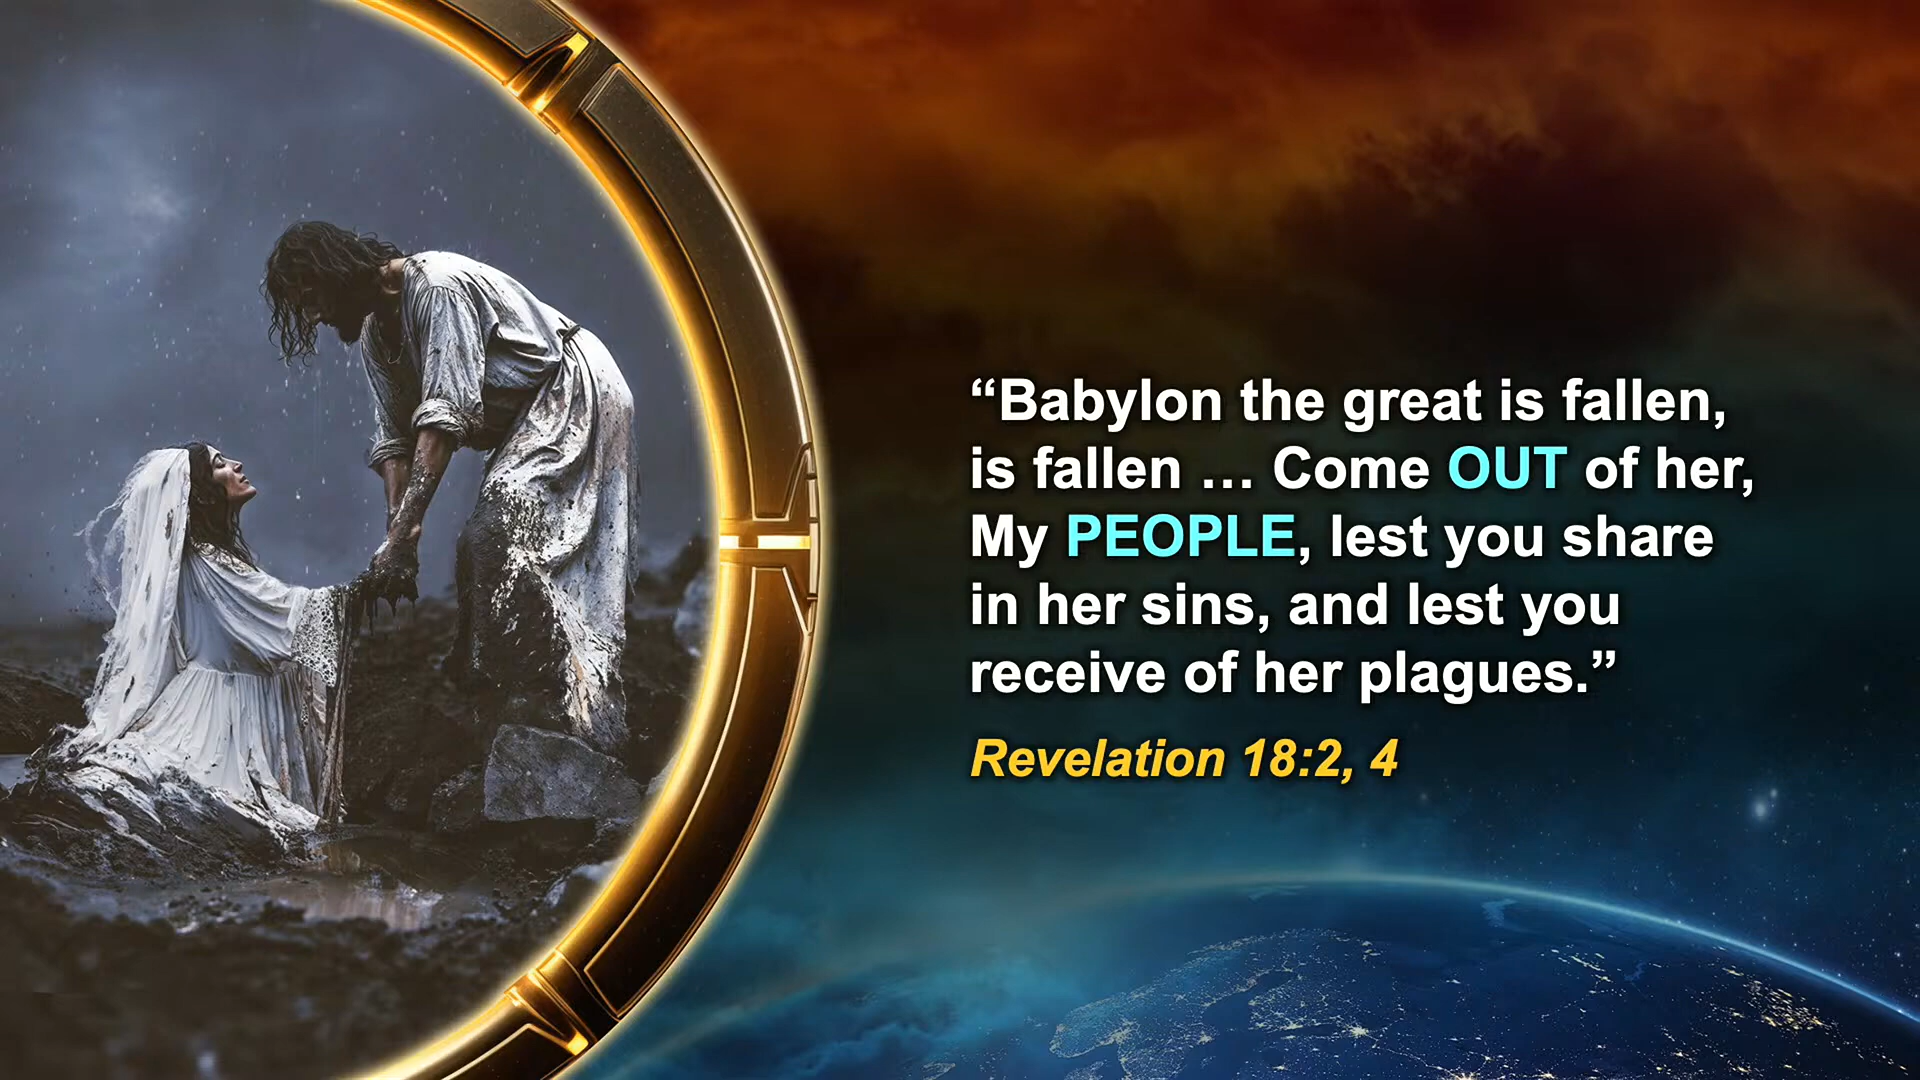 “Babylon the great is fallen,
is fallen … Come OUT of her,
My PEOPLE, lest you share
in her sins, and lest you
receive of her plagues.”
Revelation 18:2, 4